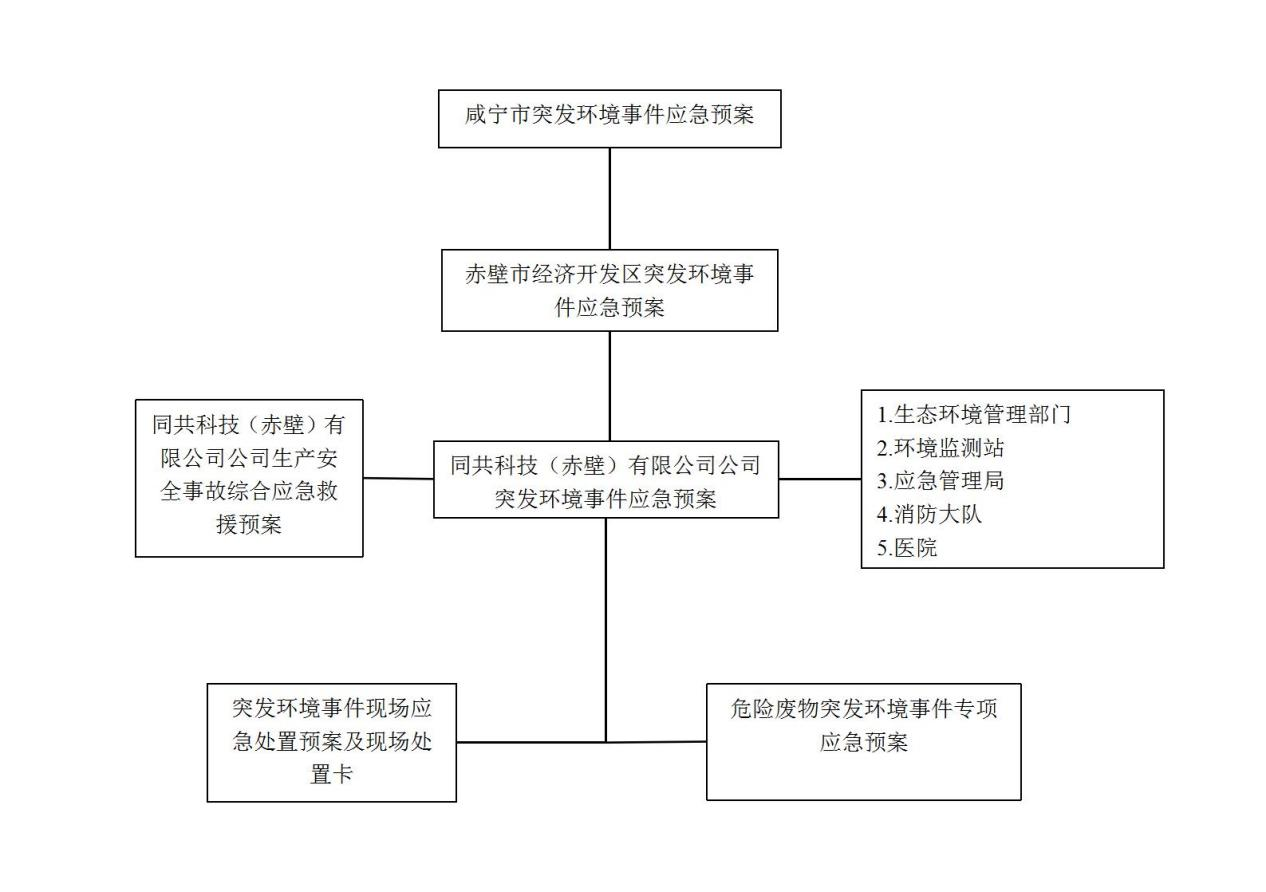 咸宁市突发环境事件应急预案
赤壁市经济开发区突发环境事
件应急预案
同共科技（赤壁）有
限公司公司生产安
全事故综合应急救
援预案
同共科技（赤壁）有限公司公司
突发环境事件应急预案
1.生态环境管理部门
2.环境监测站
3.应急管理局
4.消防大队
5.医院
突发环境事件现场应
急处置预案及现场处
置卡
危险废物突发环境事件专项
应急预案